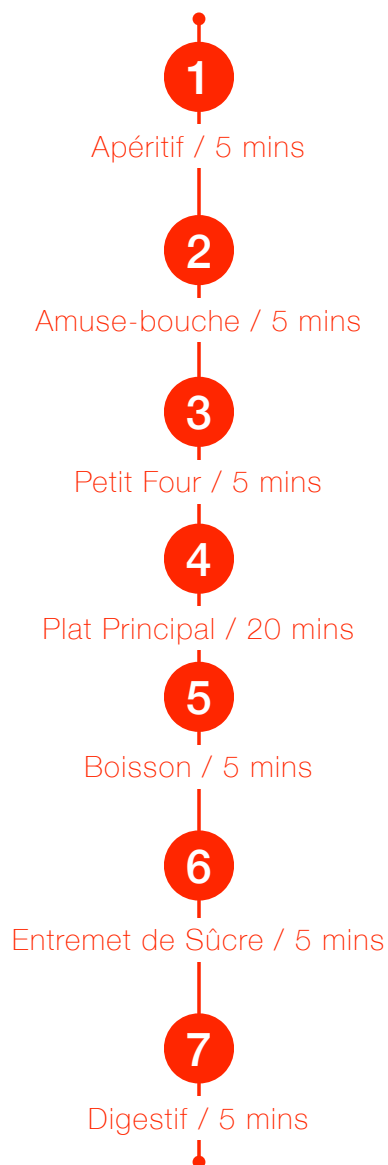 1
Apéritif / 5 mins
2
Amuse-bouche / 5 mins
3
Petit Four / 5 mins
4
Plat Principal / 20 mins
5
Boisson / 5 mins
6
Entremet de Sûcre / 5 mins
7
Digestif / 5 mins